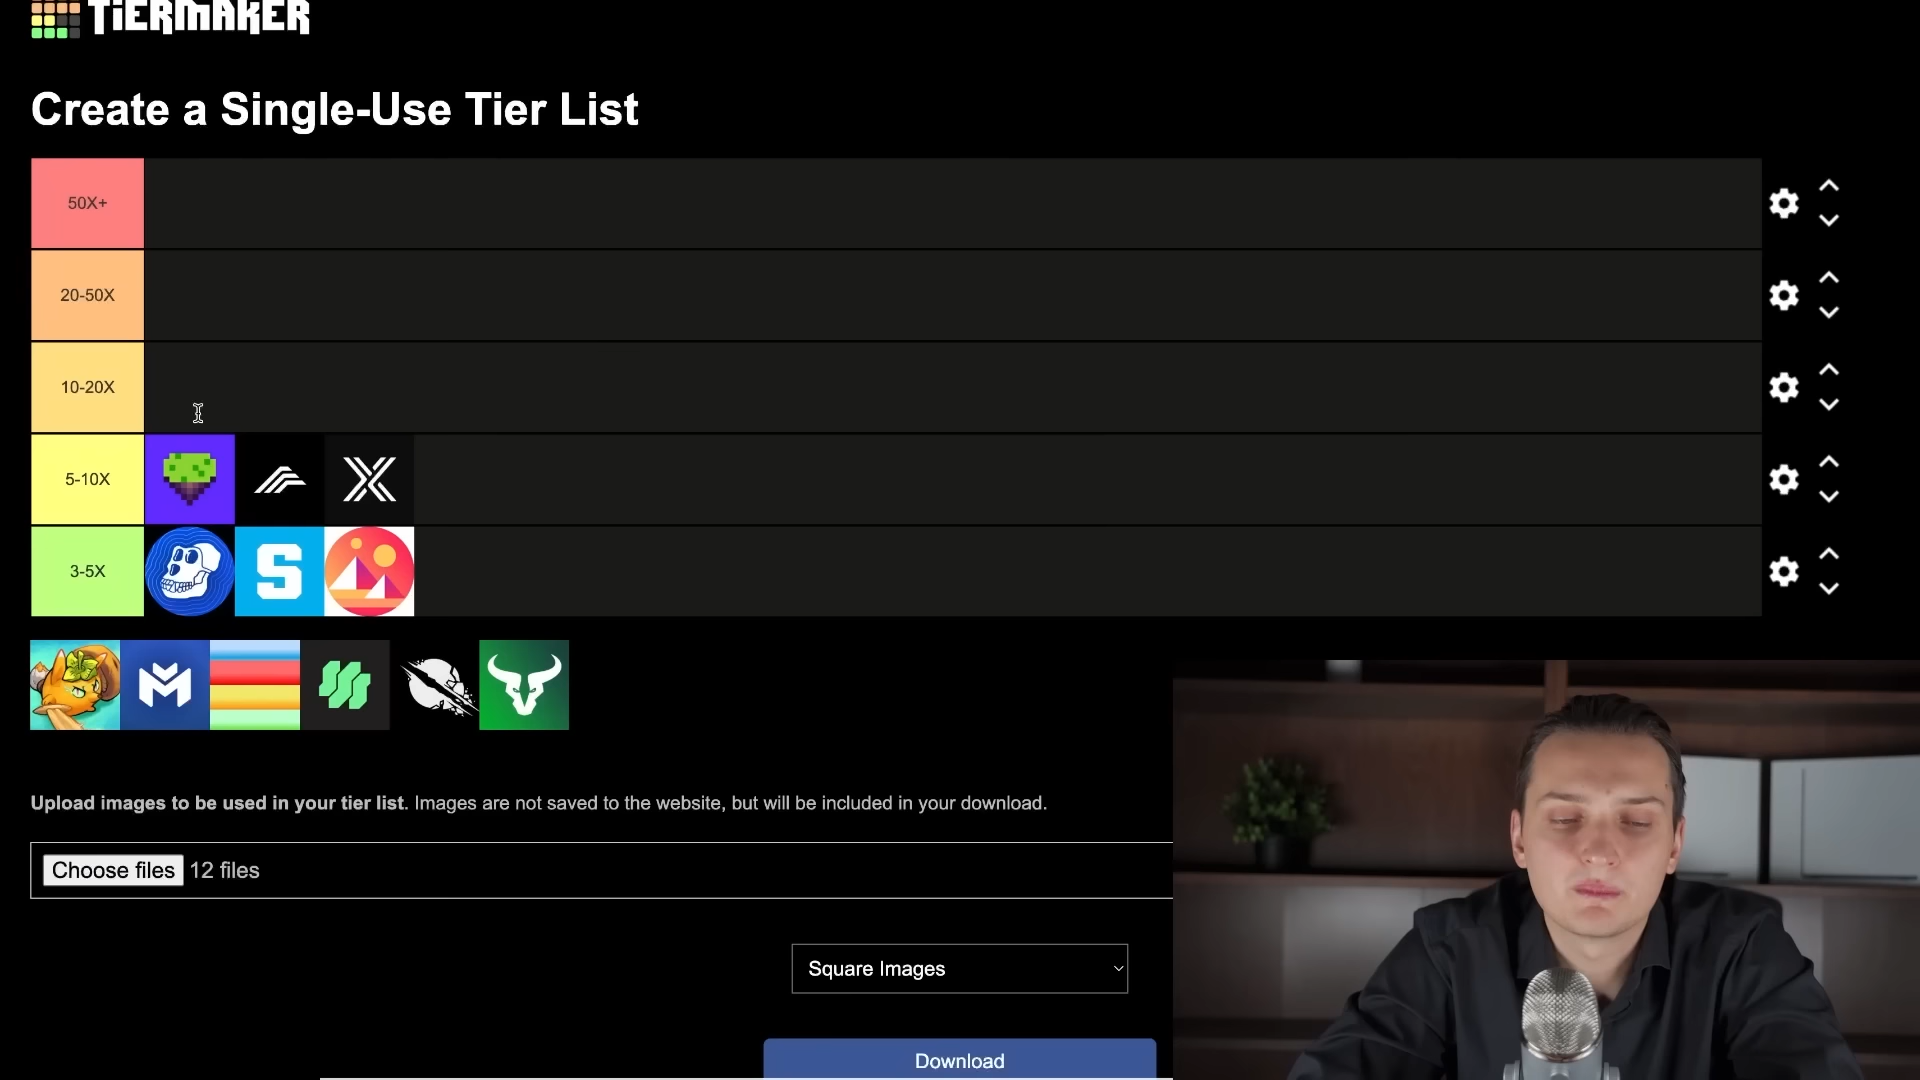 TiERMAKER
Create a Single-Use Tier List
50X+
20-50X
10-20X
5-10X
3-5X
S
Upload images to be used in your tier list. Images are not saved to the website, but will be included in your download.
Choose files 12 files
Square Images
Download